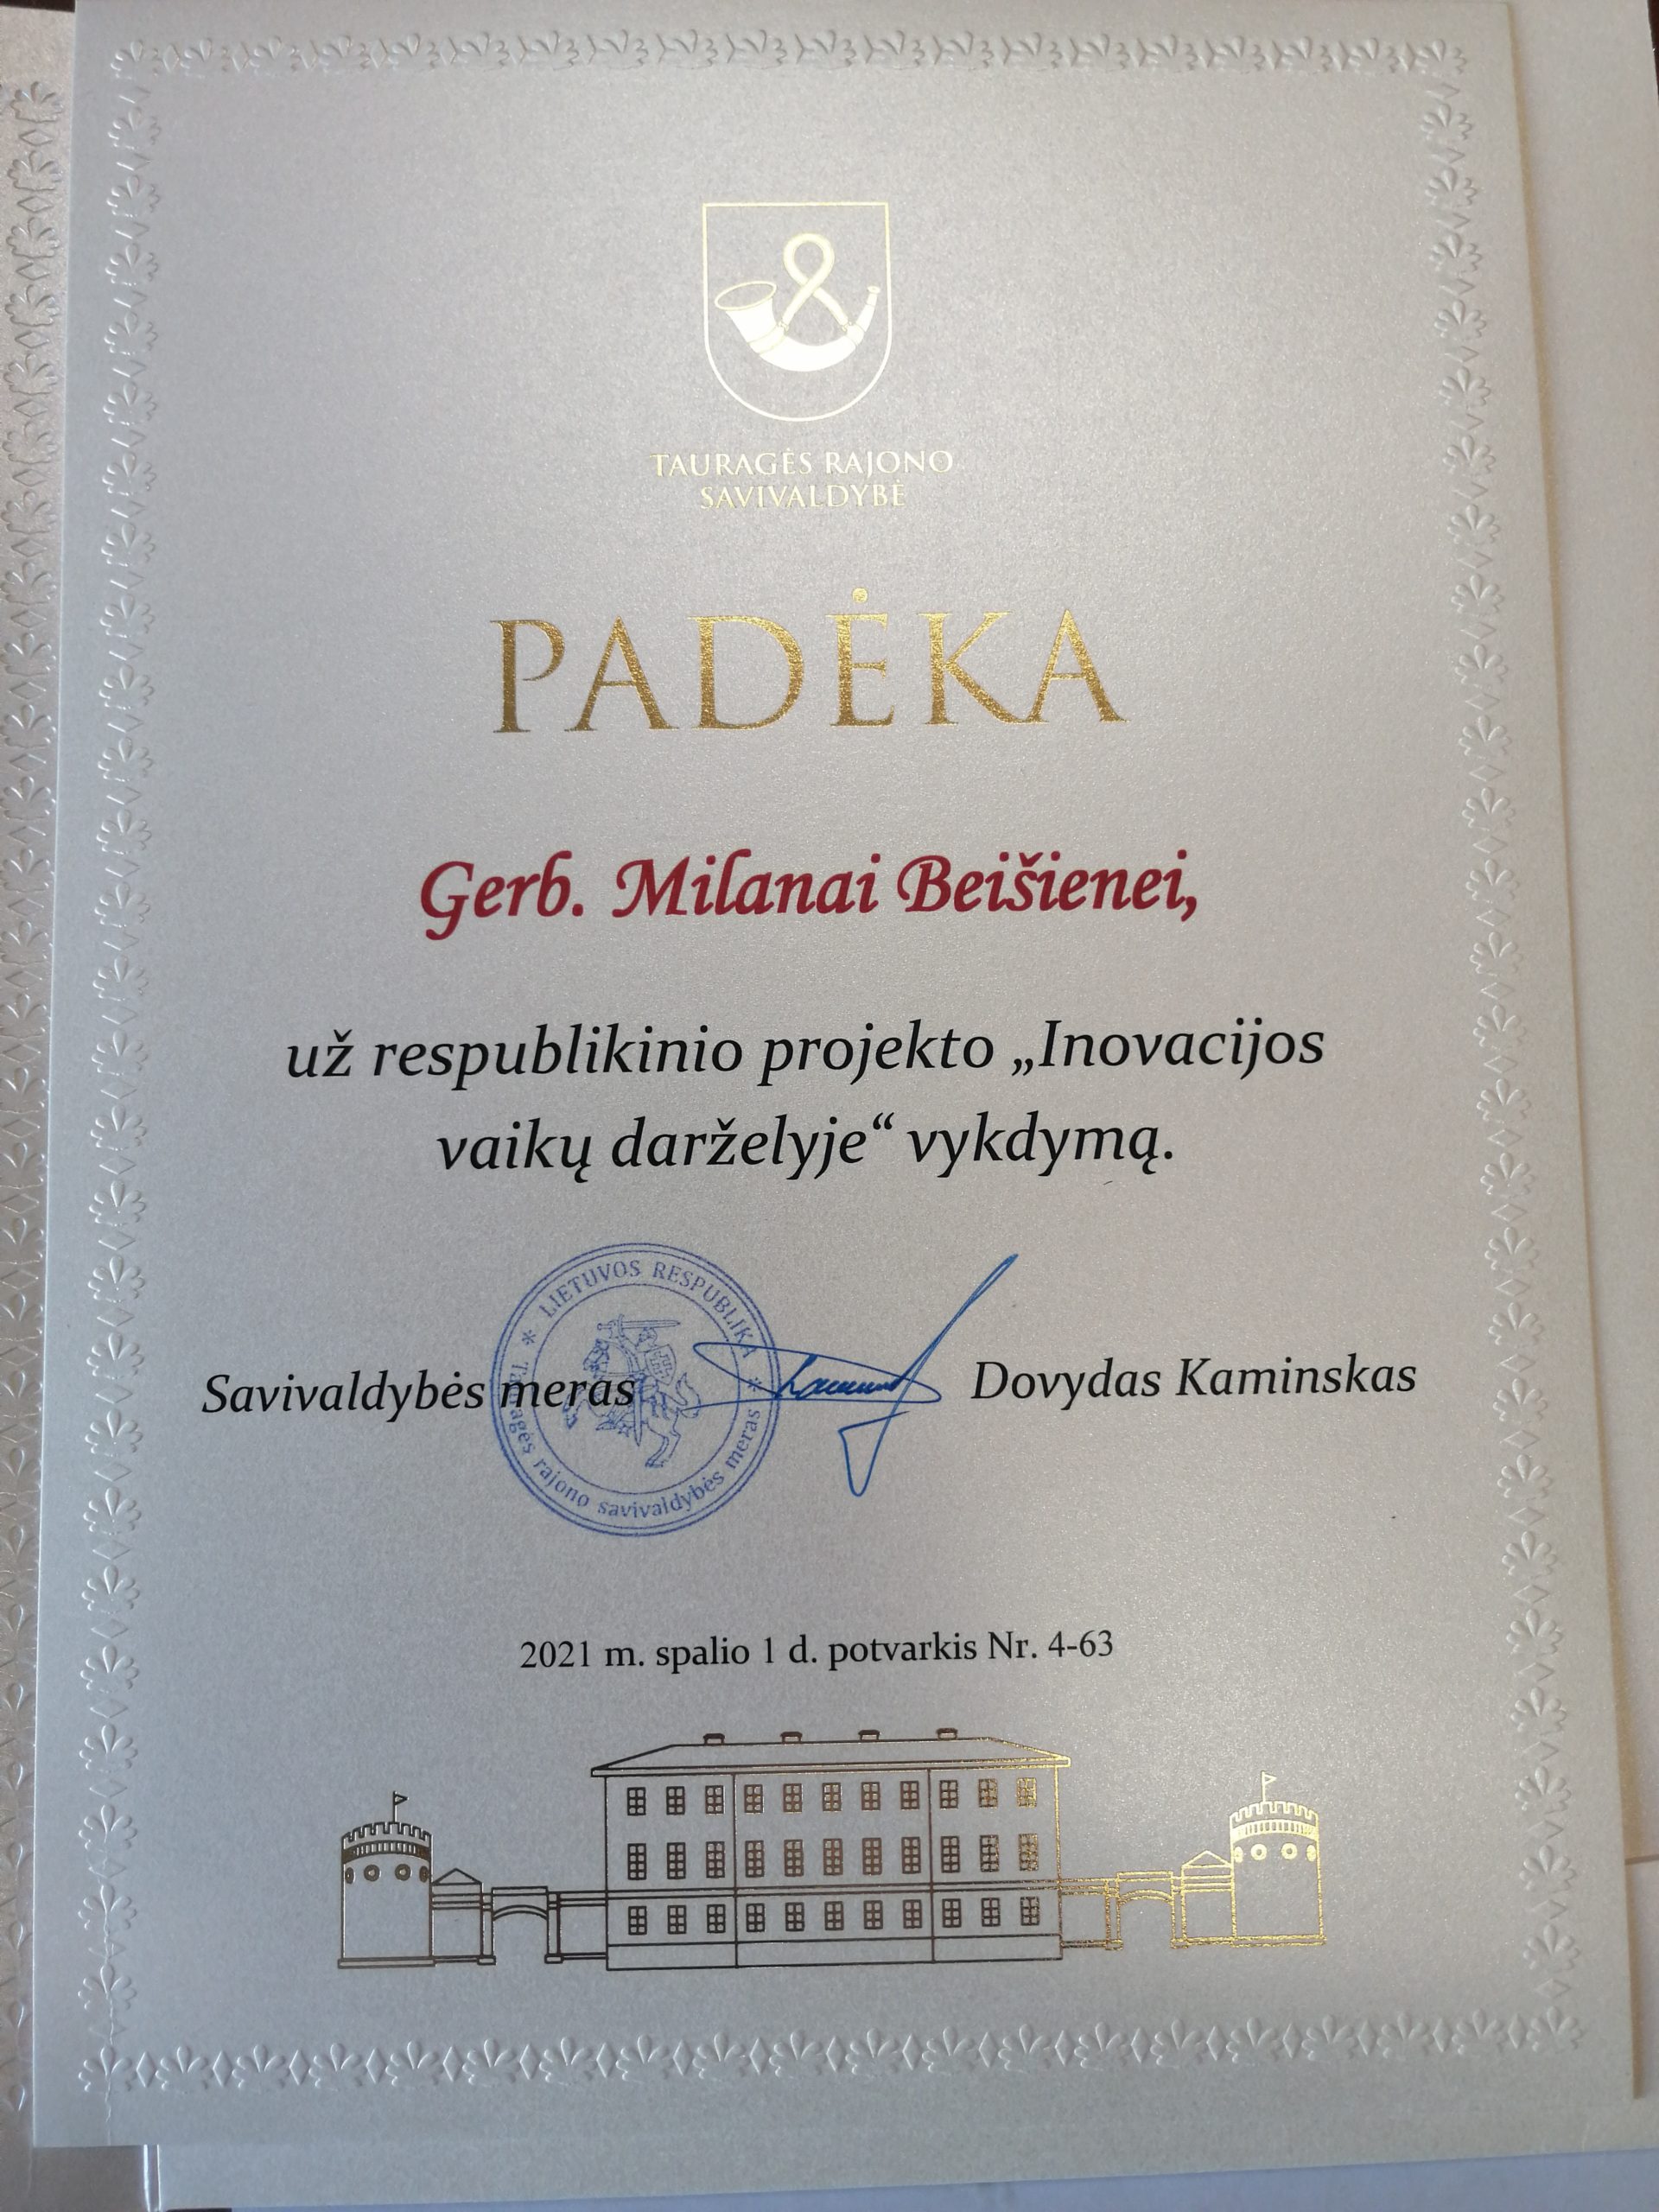 TAURAGĖS RAJONO
SAVIVALDYBĖ
PADĖKA
Gerb. Milanai Beišienei,
už respublikinio projekto „Inovacijos
vaikų darželyje“ vykdymą.
LIETUVOS RESPUBLIKA
Tauragės rajono savivaldybės meras
Savivaldybės meras
Dovydas Kaminskas
2021 m. spalio 1 d. potvarkis Nr. 4-63